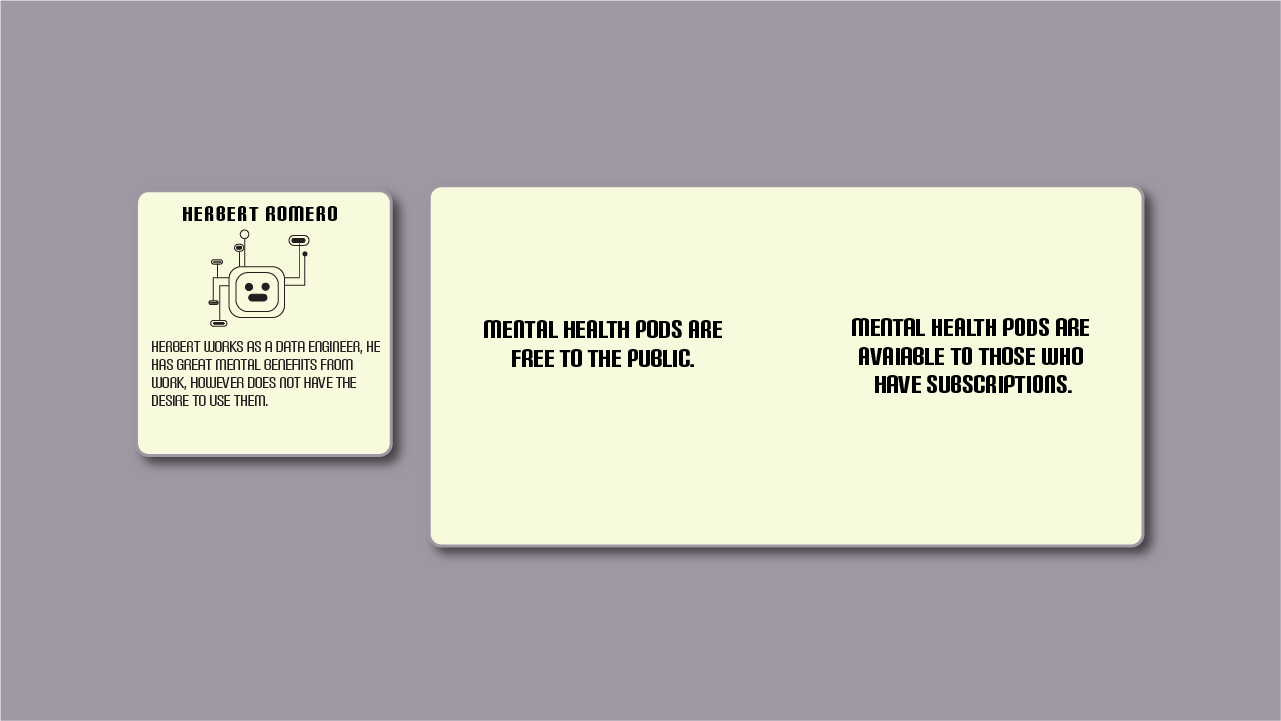 HERBERT ROMERO
HERBERT WORKS AS A DATA ENGINEER, HE
HAS GREAT MENTAL BENEFIITS FROM
WORK, HOWEVER DOES NOT HAVE THE
DESIRE TO USE THEM.
MENTAL HEALTH PODS ARE
FREE TO THE PUBLIC.
MENTAL HEALTH PODS ARE
AVAIABLE TO THOSE WHO
HAVE SUBSCRIPTIONS.